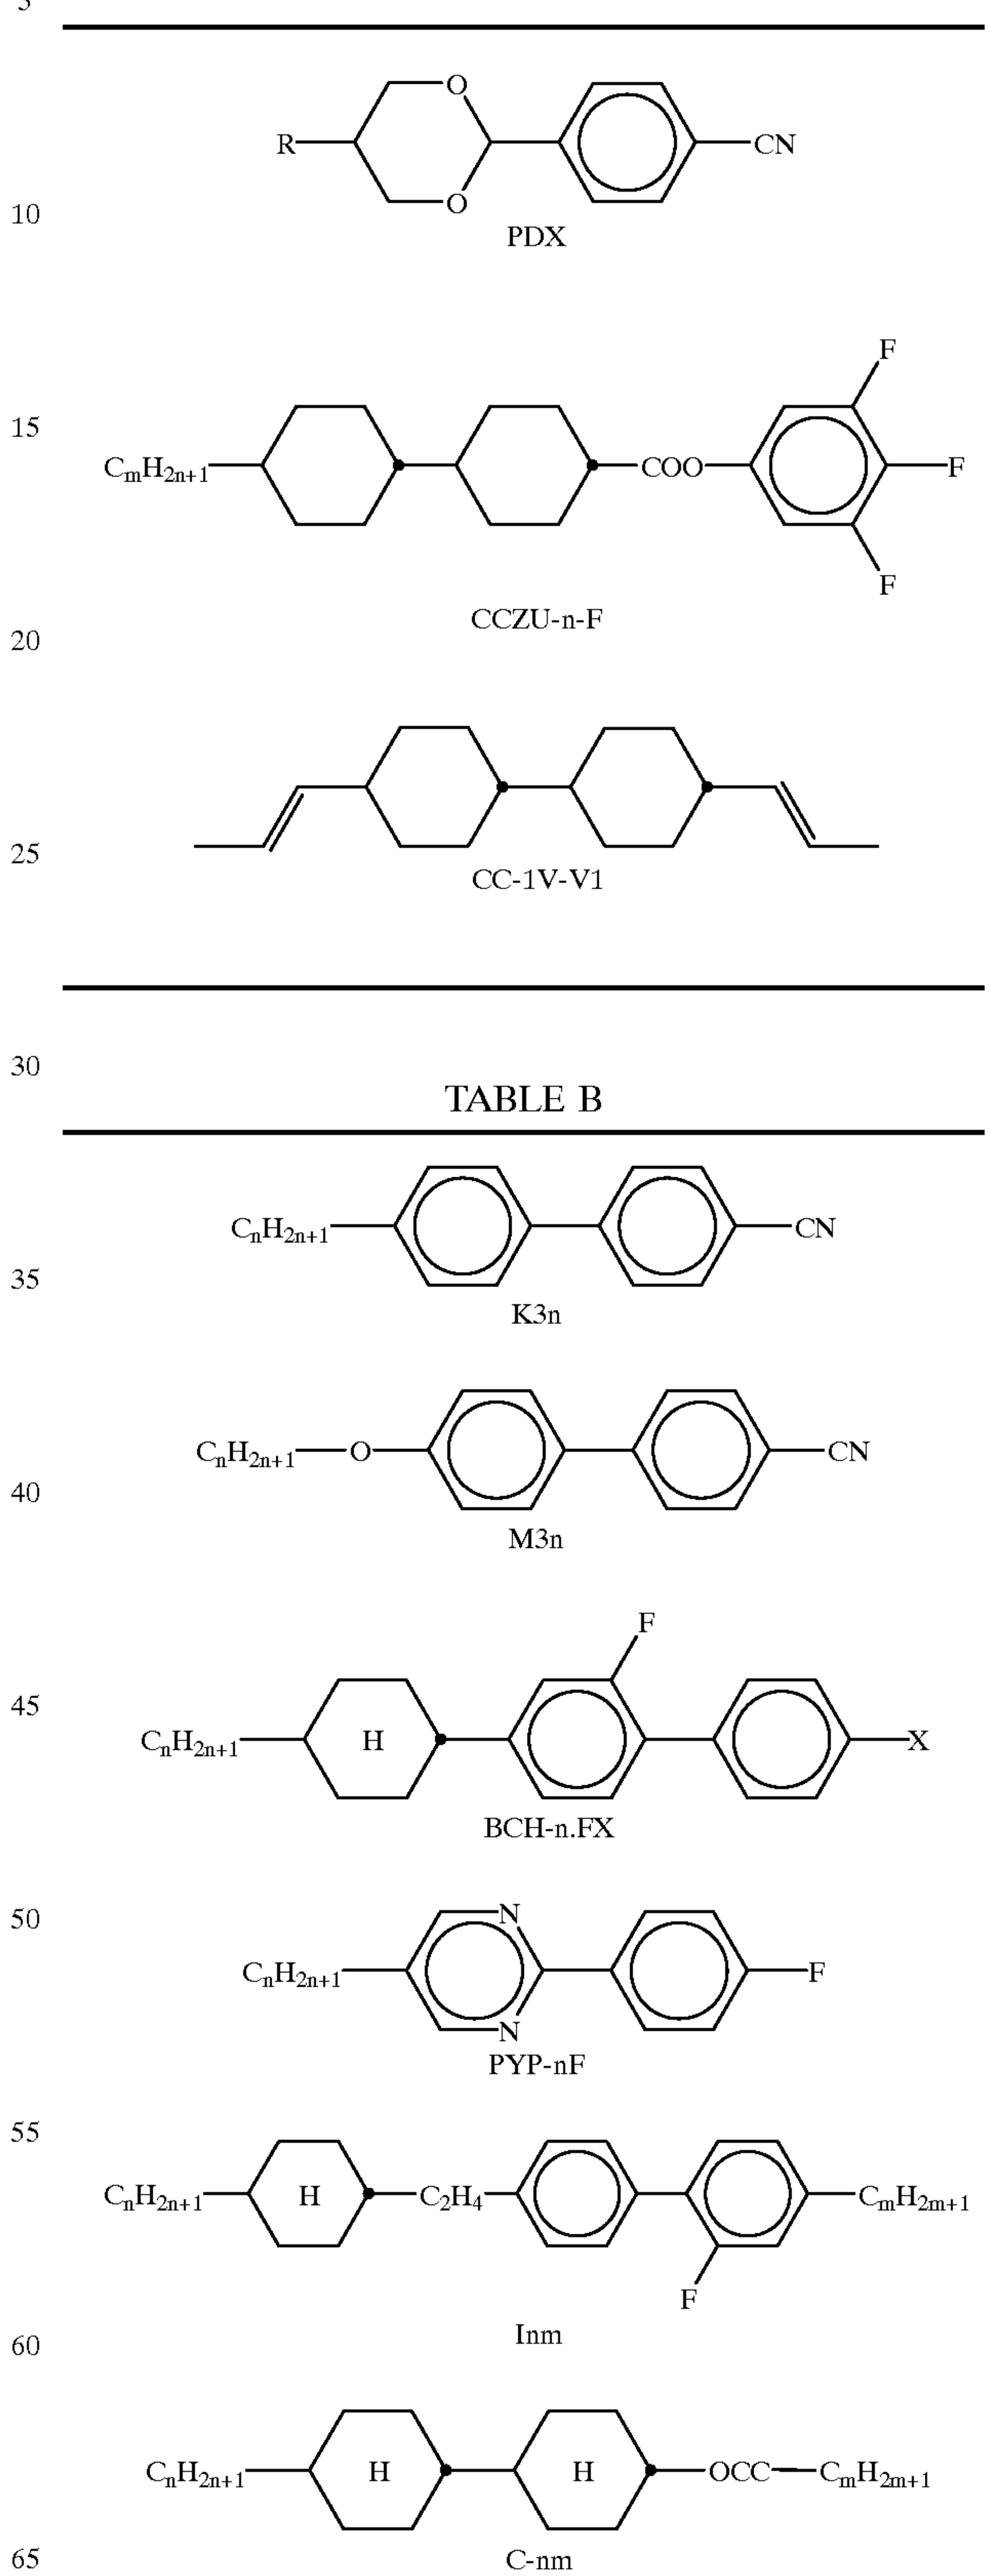 5
O
R
CN
O
10
PDX
F
15
CmH2n+1
COO
F
F
CCZU-n-F
20
25
CC-1V-V1
30
TABLE B
CnH2n+1
CN
35
K3n
CnH2n+1
O
CN
40
M3n
F
45
CnH2n+1
H
X
BCH-n.FX
50
N
CnH2n+1
F
N
PYP-nF
55
CnH2n+1
H
C2H4
CmH2m+1
F
Inm
60
CnH2n+1
H
H
OCC
CmH2m+1
65
C-nm